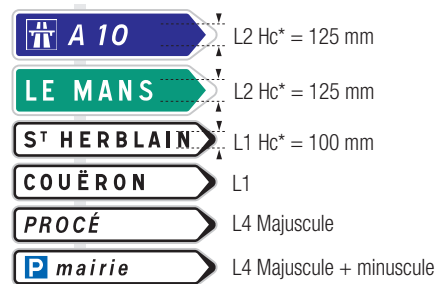 A 10 L2 Hc* = 125 mm
LE MANS L2 Hc* = 125 mm
Sᵀ HERBLAIN L1 Hc* = 100 mm
COUËRON L1
PROCÉ L4 Majuscule
P mairie L4 Majuscule + minuscule